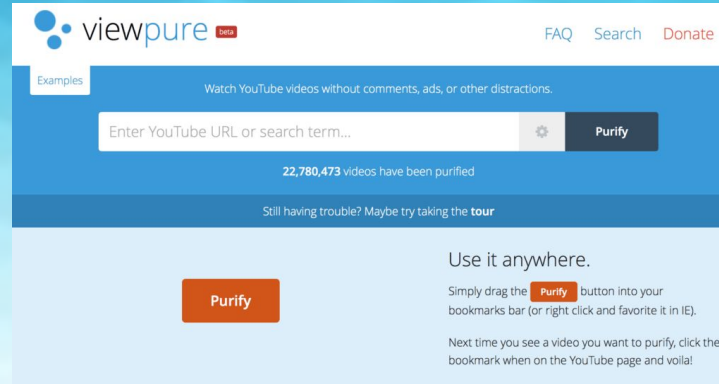 viewpure beta
FAQ Search Donate
Examples
Watch YouTube videos without comments, ads, or other distractions.
Enter YouTube URL or search term...
Purify
22,780,473 videos have been purified
Still having trouble? Maybe try taking the tour
Purify
Use it anywhere.
Simply drag the Purify button into your
bookmarks bar (or right click and favorite it in IE).
Next time you see a video you want to purify, click the
bookmark when on the YouTube page and voila!